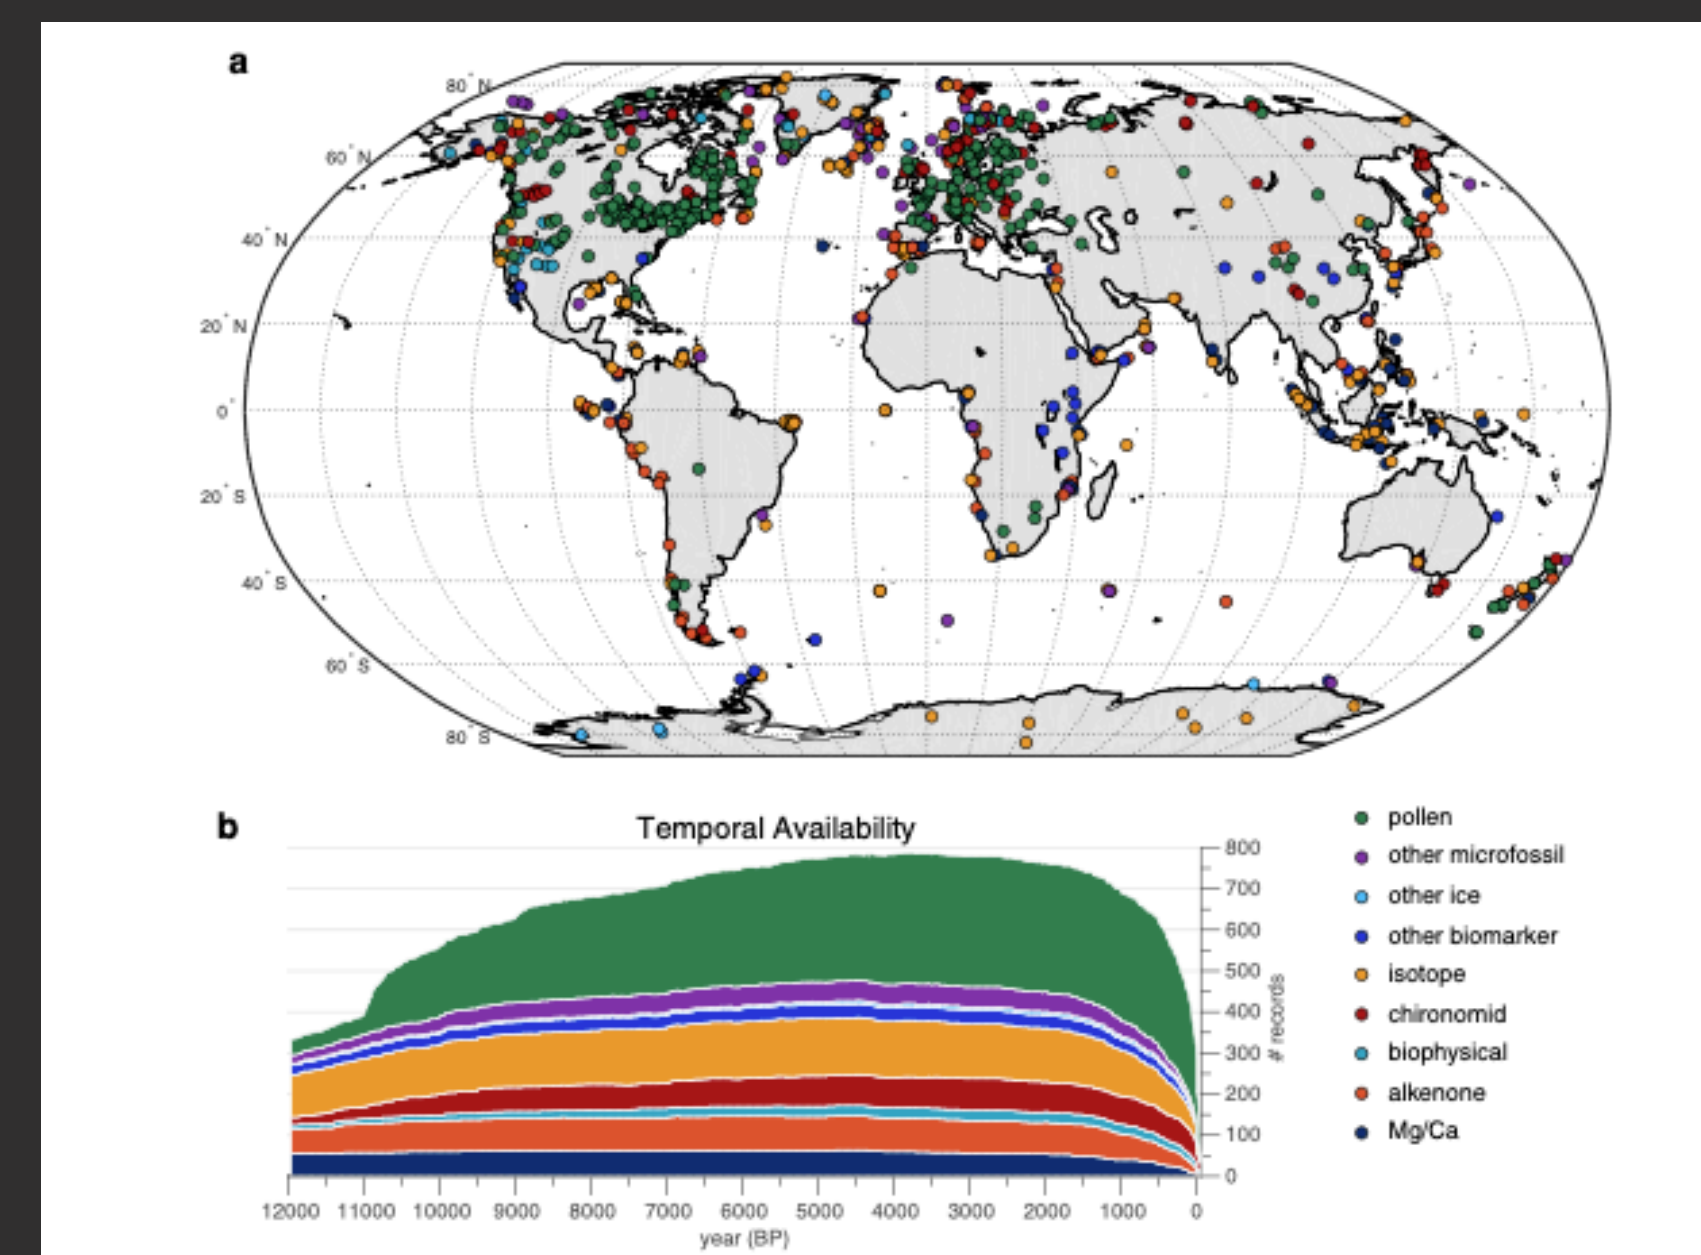 a
80° N
60° N
40° N
20° N
0°
20° S
40° S
60° S
80° S
b
Temporal Availability
800
700
600
500
400
300
200
100
0
# records
12000 11000 10000 9000 8000 7000 6000 5000 4000 3000 2000 1000 0
year (BP)
pollen
other microfossil
other ice
other biomarker
isotope
chironomid
biophysical
alkenone
Mg/Ca